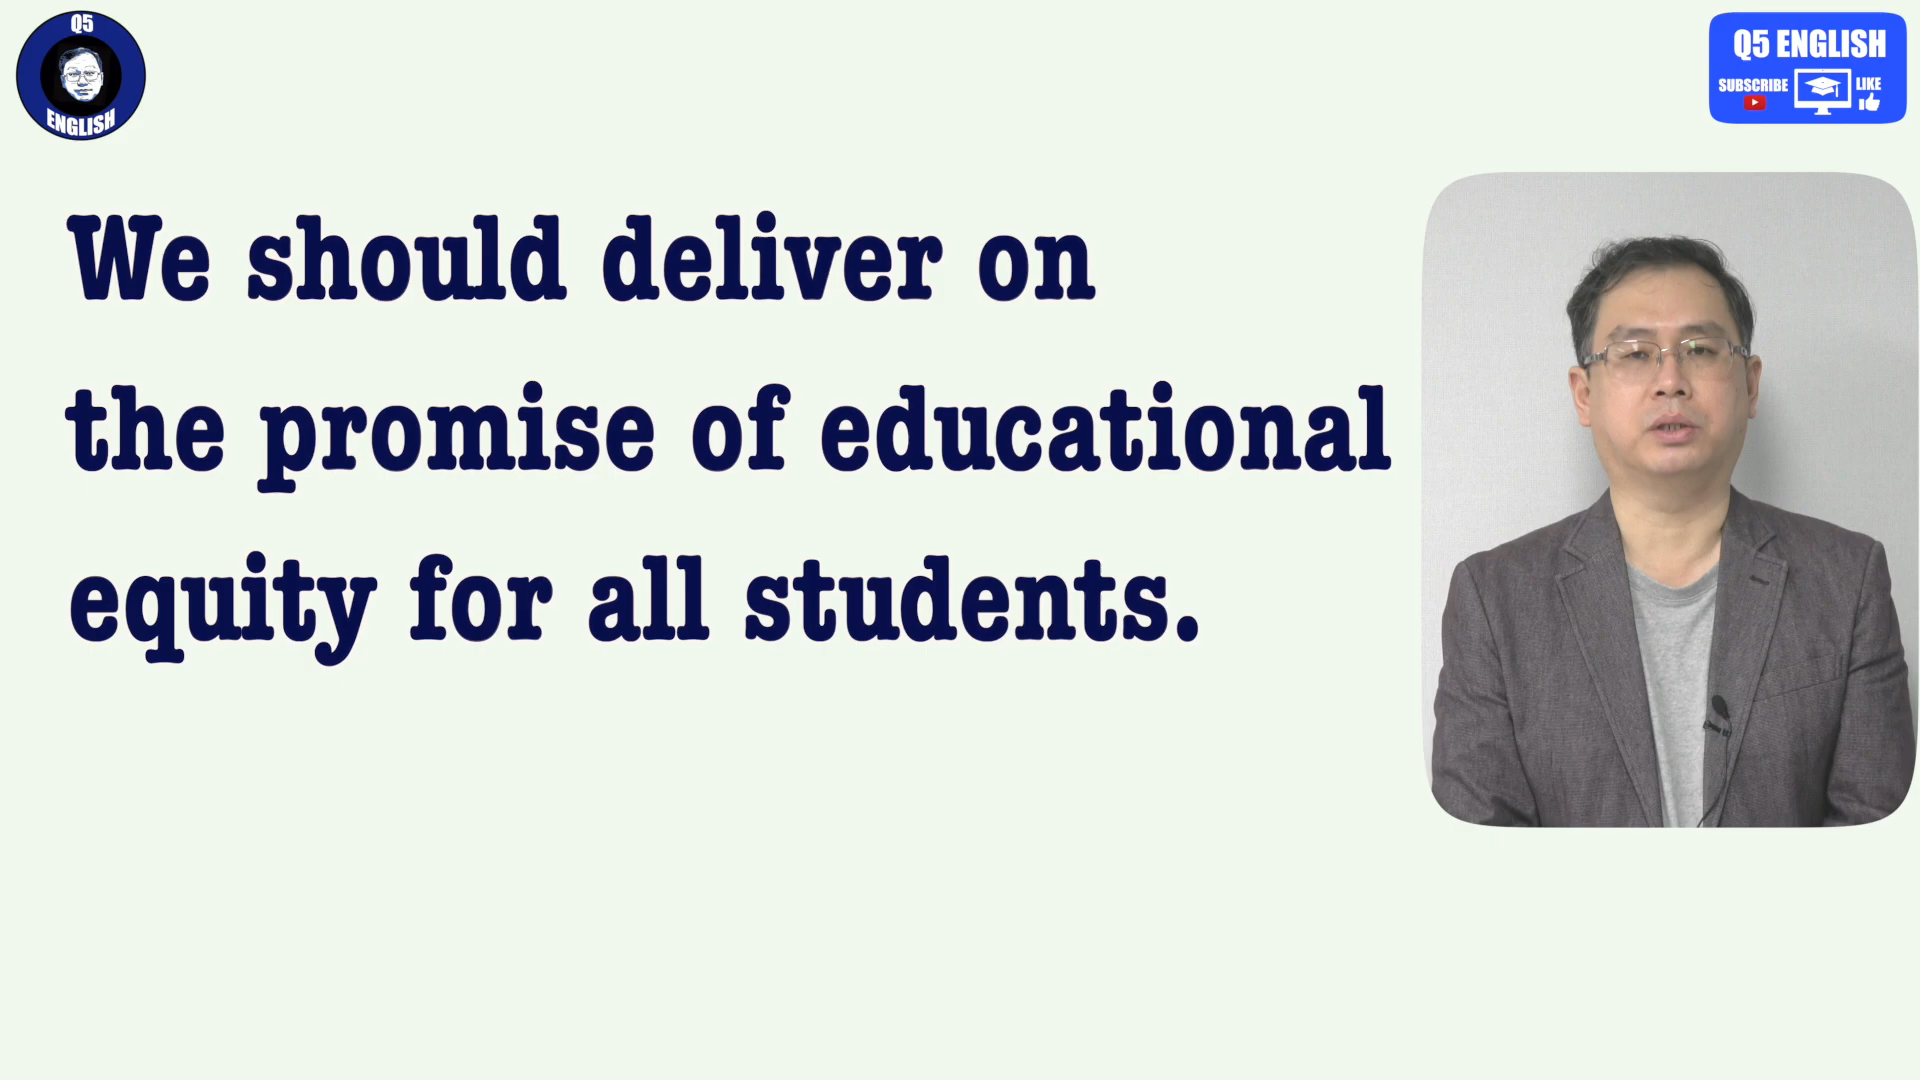 Q5
ENGLISH
Q5 ENGLISH
SUBSCRIBE
LIKE
We should deliver on
the promise of educational
equity for all students.